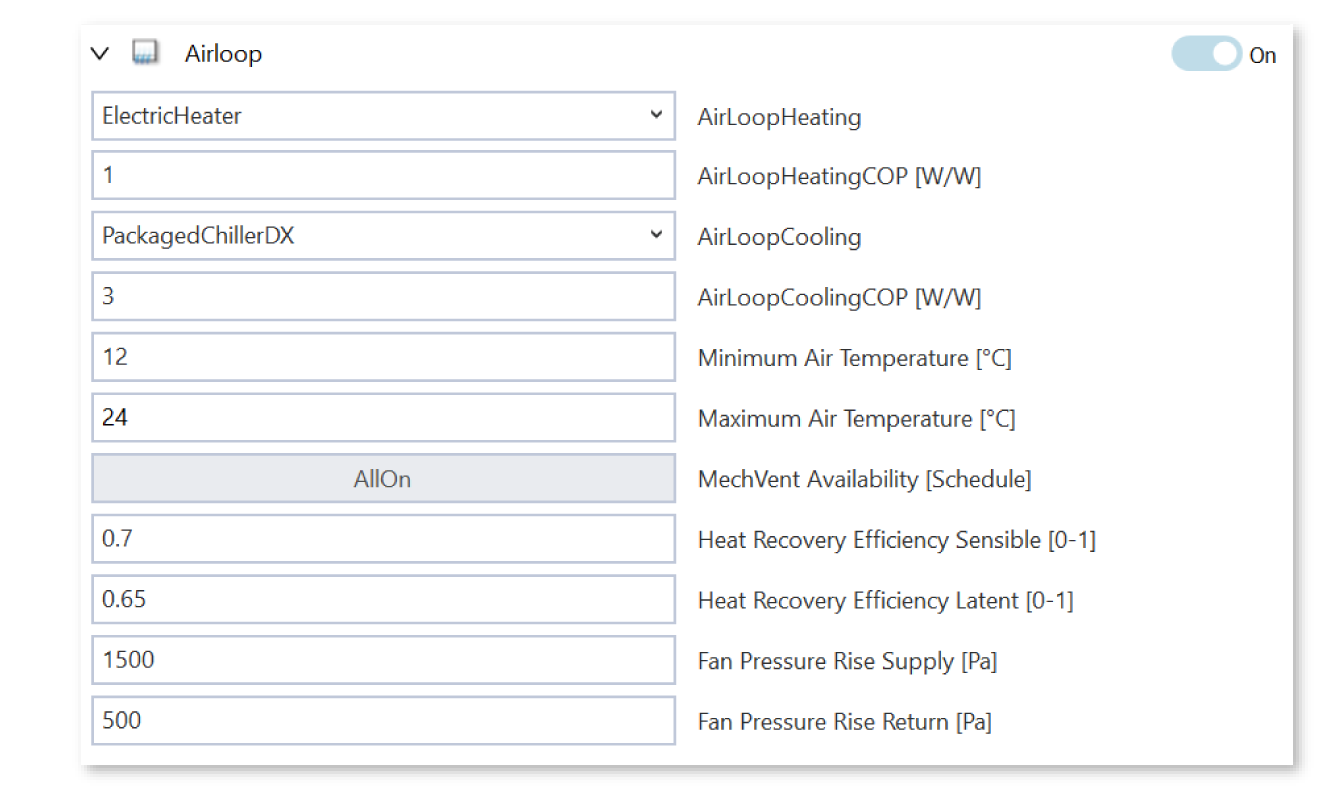 Airloop On
ElectricHeater AirLoopHeating
1 AirLoopHeatingCOP [W/W]
PackagedChillerDX AirLoopCooling
3 AirLoopCoolingCOP [W/W]
12 Minimum Air Temperature [°C]
24 Maximum Air Temperature [°C]
AllOn MechVent Availability [Schedule]
0.7 Heat Recovery Efficiency Sensible [0-1]
0.65 Heat Recovery Efficiency Latent [0-1]
1500 Fan Pressure Rise Supply [Pa]
500 Fan Pressure Rise Return [Pa]